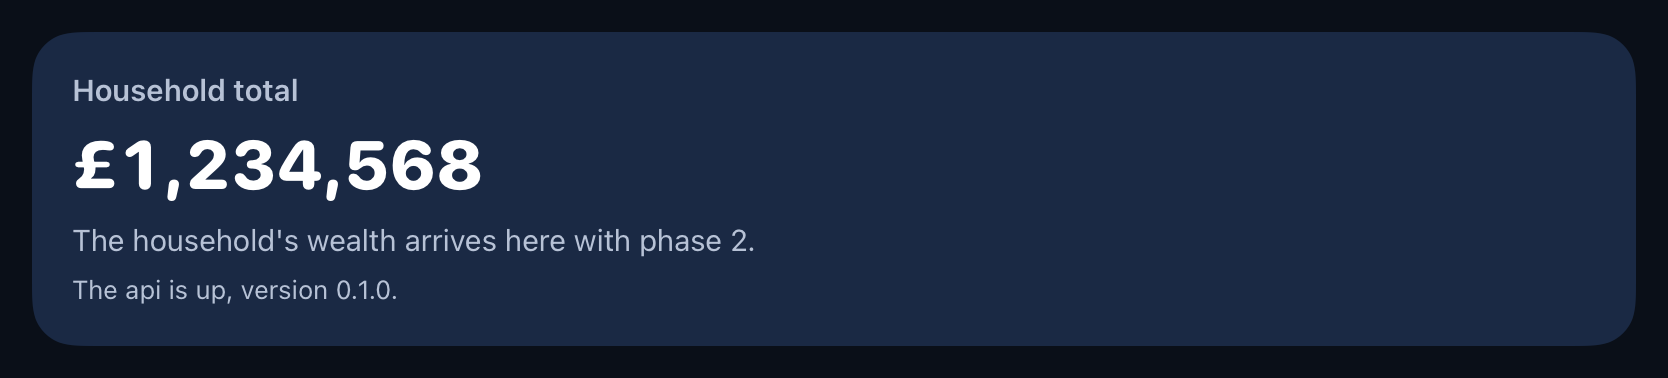 Household total
£1,234,568
The household's wealth arrives here with phase 2.
The api is up, version 0.1.0.